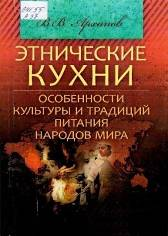 В.В. Архипов
ЭТНИЧЕСКИЕ
КУХНИ
ОСОБЕННОСТИ
КУЛЬТУРЫ И ТРАДИЦИЙ
ПИТАНИЯ
НАРОДОВ МИРА